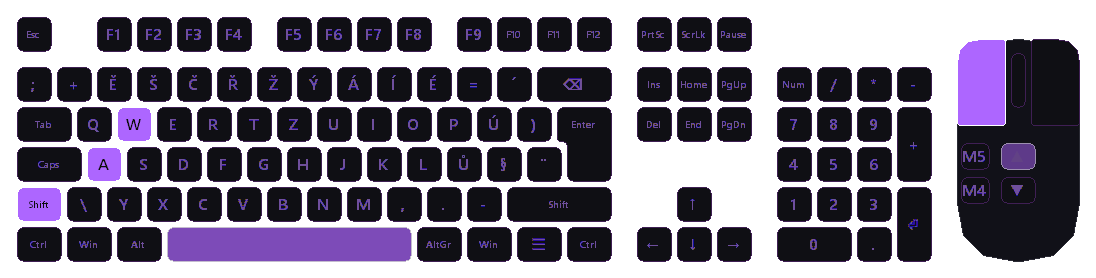 Esc F1 F2 F3 F4 F5 F6 F7 F8 F9 F10 F11 F12 PrtSc ScrLk Pause
; + Ě Š Č Ř Ž Ý Á Í É = ´ ⌫ Ins Home PgUp Num / * -
Tab Q W E R T Z U I O P Ú ) Enter Del End PgDn 7 8 9 +
Caps A S D F G H J K L Ů § ¨ 4 5 6 M5 ▲
Shift \ Y X C V B N M , . - Shift ↑ 1 2 3 M4 ▼
Ctrl Win Alt AltGr Win ☰ Ctrl ← ↓ → 0 .